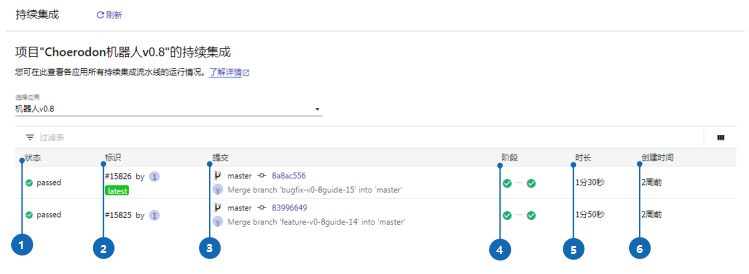 持续集成 刷新
项目"Choerodon机器人v0.8"的持续集成
您可在此查看各应用所有持续集成流水线的运行情况。 了解详情
选择应用
机器人v0.8
过滤表
状态 标识 提交 阶段 时长 创建时间
passed #15826 by 1 master 8a8ac556 1分30秒 2周前
latest y Merge branch 'bugfix-v-0-8guide-15' into 'master'
passed #15825 by 1 master 83996649 1分50秒 2周前
y Merge branch 'feature-v-0-8guide-14' into 'master'
1 2 3 4 5 6